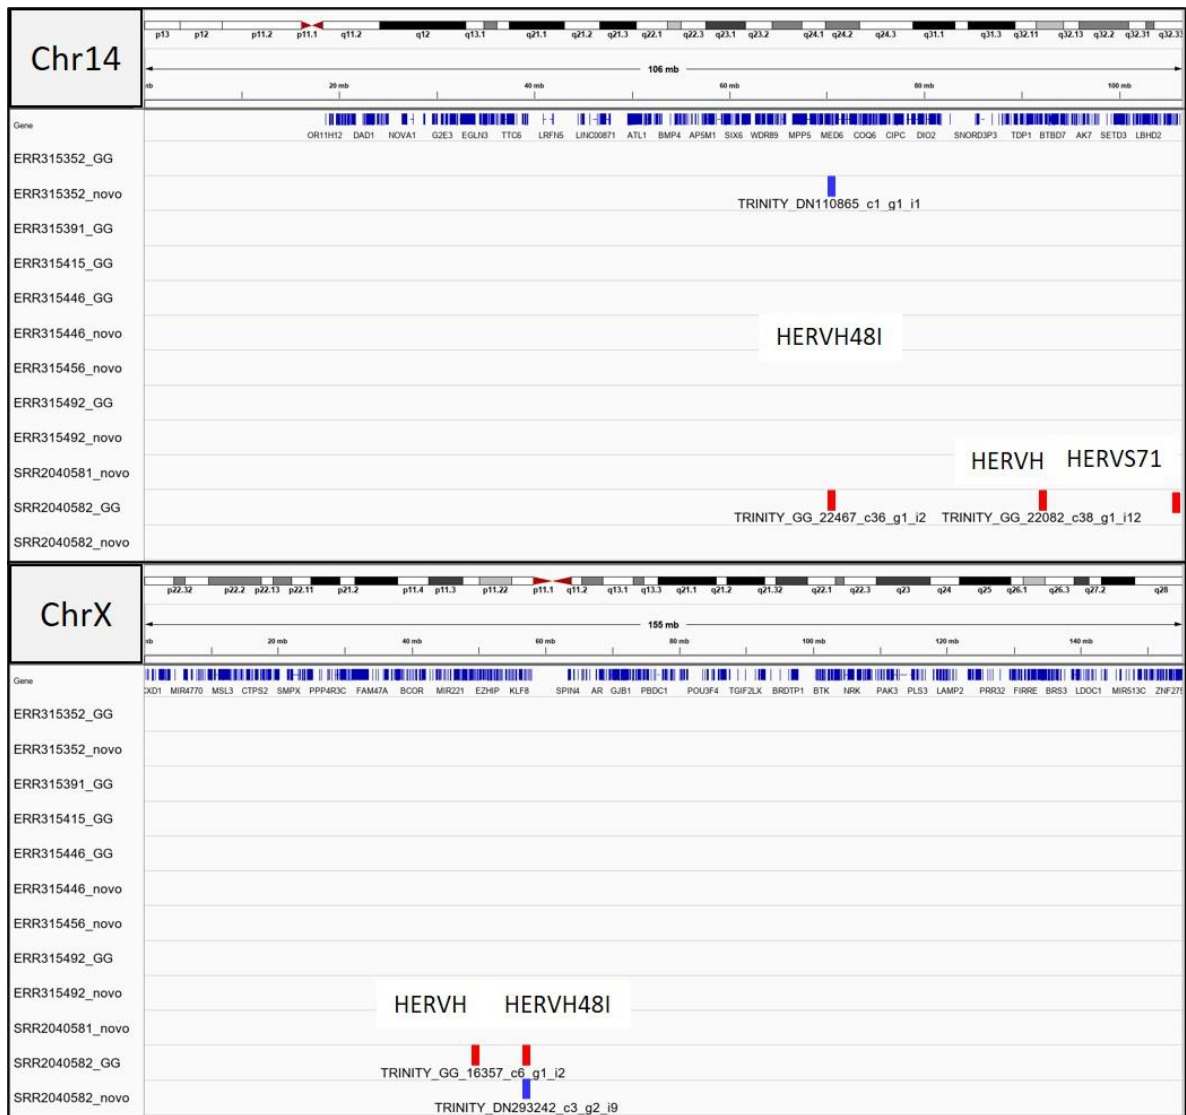 Chr14
p13 p12 p11.2 p11.1 q11.2 q12 q13.1 q21.1 q21.2 q21.3 q22.1 q22.3 q23.1 q23.2 q24.1 q24.2 q24.3 q31.1 q31.3 q32.11 q32.13 q32.2 q32.31 q32.33
106 mb
20 mb 40 mb 60 mb 80 mb 100 mb
Gene
OR11H12 DAD1 NOVA1 G2E3 EGLN3 TTC6 LRFN5 LINC00871 ATL1 BMP4 AP5M1 SIX6 WDR89 MPP5 MED6 COQ6 CIPC DIO2 SNORD3P3 TDP1 BTBD7 AK7 SETD3 LBHD2
ERR315352_GG
ERR315352_novo
TRINITY_DN110865_c1_g1_i1
ERR315391_GG
ERR315415_GG
ERR315446_GG
ERR315446_novo
HERVH48I
ERR315456_novo
ERR315492_GG
ERR315492_novo
HERVH HERVS71
SRR2040581_novo
SRR2040582_GG
TRINITY_GG_22467_c36_g1_i2 TRINITY_GG_22082_c38_g1_i12
SRR2040582_novo
ChrX
p22.32 p22.2 p22.13 p22.11 p21.2 p11.4 p11.3 p11.22 p11.1 q11.2 q13.1 q13.3 q21.1 q21.2 q21.32 q22.1 q22.3 q23 q24 q25 q26.1 q26.3 q27.2 q28
155 mb
20 mb 40 mb 60 mb 80 mb 100 mb 120 mb 140 mb
Gene
MIR4770 MSL3 CTPS2 SMPX PPP4R3C FAM47A BCOR MIR221 EZHIP KLF8 SPIN4 AR GJB1 PBDC1 POU3F4 TGIF2LX BRDTP1 BTK NRK PAK3 PLS3 LAMP2 PRR32 FIRRE BRS3 LDOC1 MIR513C ZNF275
ERR315352_GG
ERR315352_novo
ERR315391_GG
ERR315415_GG
ERR315446_GG
ERR315446_novo
ERR315456_novo
ERR315492_GG
ERR315492_novo
HERVH HERVH48I
SRR2040581_novo
SRR2040582_GG
TRINITY_GG_16357_c6_g1_i2
SRR2040582_novo
TRINITY_DN293242_c3_g2_i9